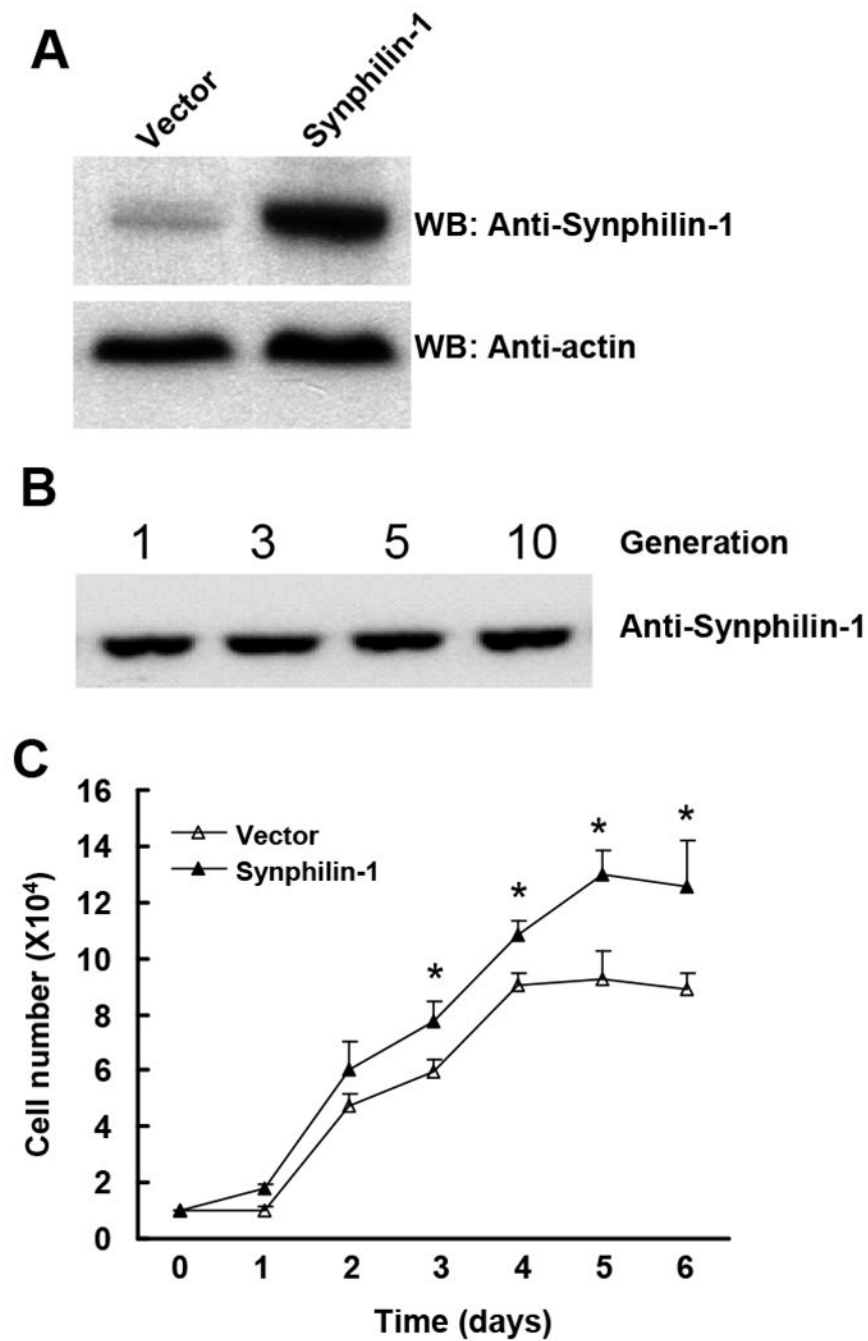 A
Vector
Synphilin-1
WB: Anti-Synphilin-1
WB: Anti-actin
B
1 3 5 10 Generation
Anti-Synphilin-1
C
16
14
12
10
8
6
4
2
0
Vector
Synphilin-1
* * * *
Cell number (X10⁴)
0 1 2 3 4 5 6
Time (days)